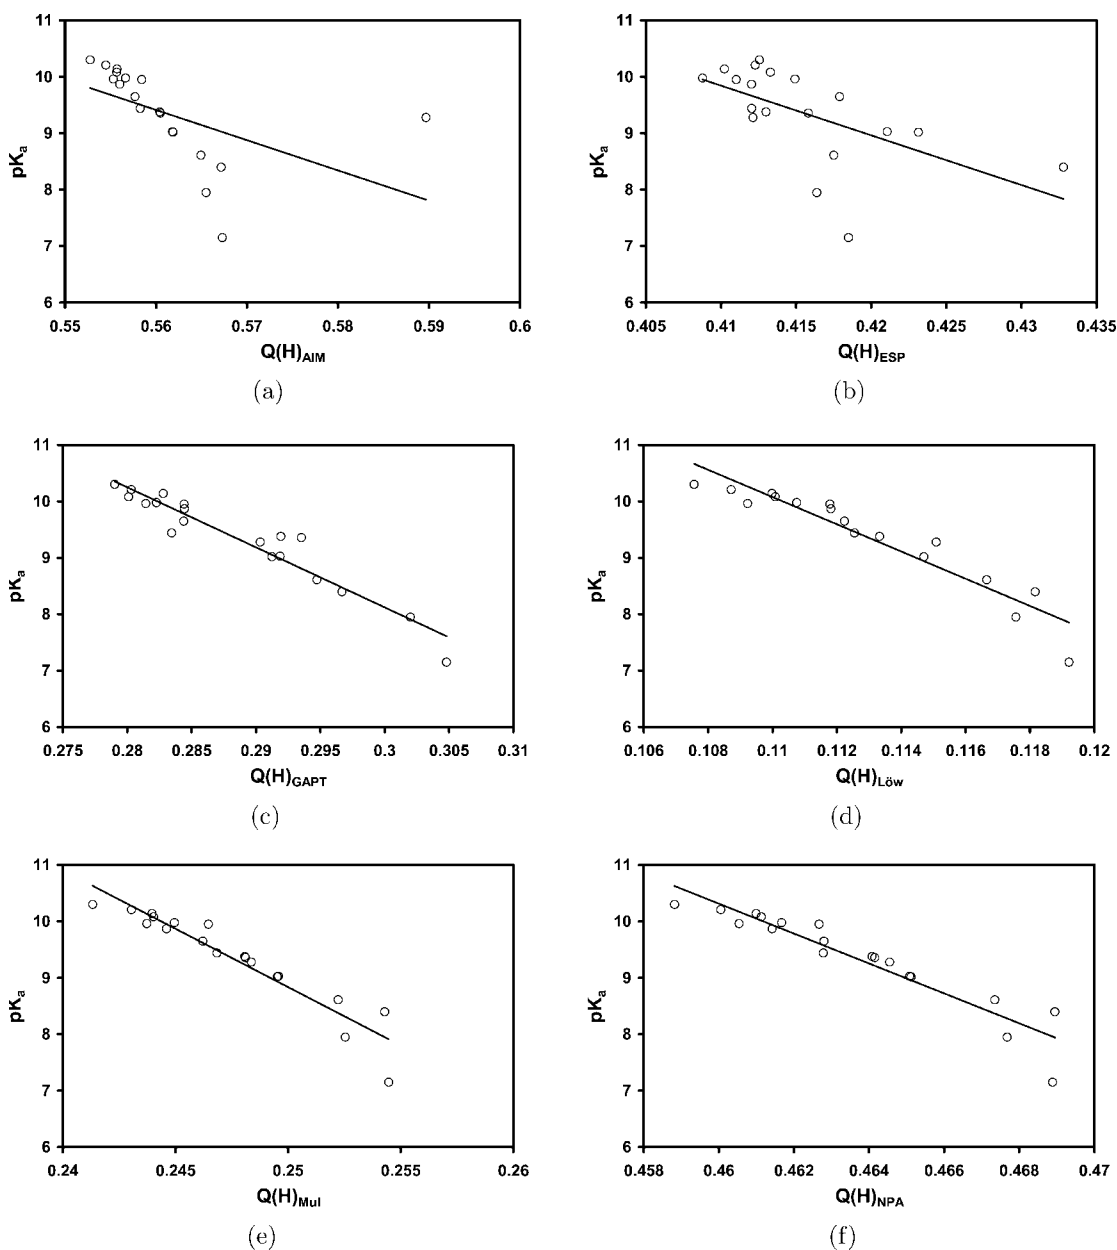 11
10
9
8
7
6
pKa
0.55 0.56 0.57 0.58 0.59 0.6
Q(H)AIM
(a)
11
10
9
8
7
6
pKa
0.405 0.41 0.415 0.42 0.425 0.43 0.435
Q(H)ESP
(b)
11
10
9
8
7
6
pKa
0.275 0.28 0.285 0.29 0.295 0.3 0.305 0.31
Q(H)GAPT
(c)
11
10
9
8
7
6
pKa
0.106 0.108 0.11 0.112 0.114 0.116 0.118 0.12
Q(H)Löw
(d)
11
10
9
8
7
6
pKa
0.24 0.245 0.25 0.255 0.26
Q(H)Mul
(e)
11
10
9
8
7
6
pKa
0.458 0.46 0.462 0.464 0.466 0.468 0.47
Q(H)NPA
(f)